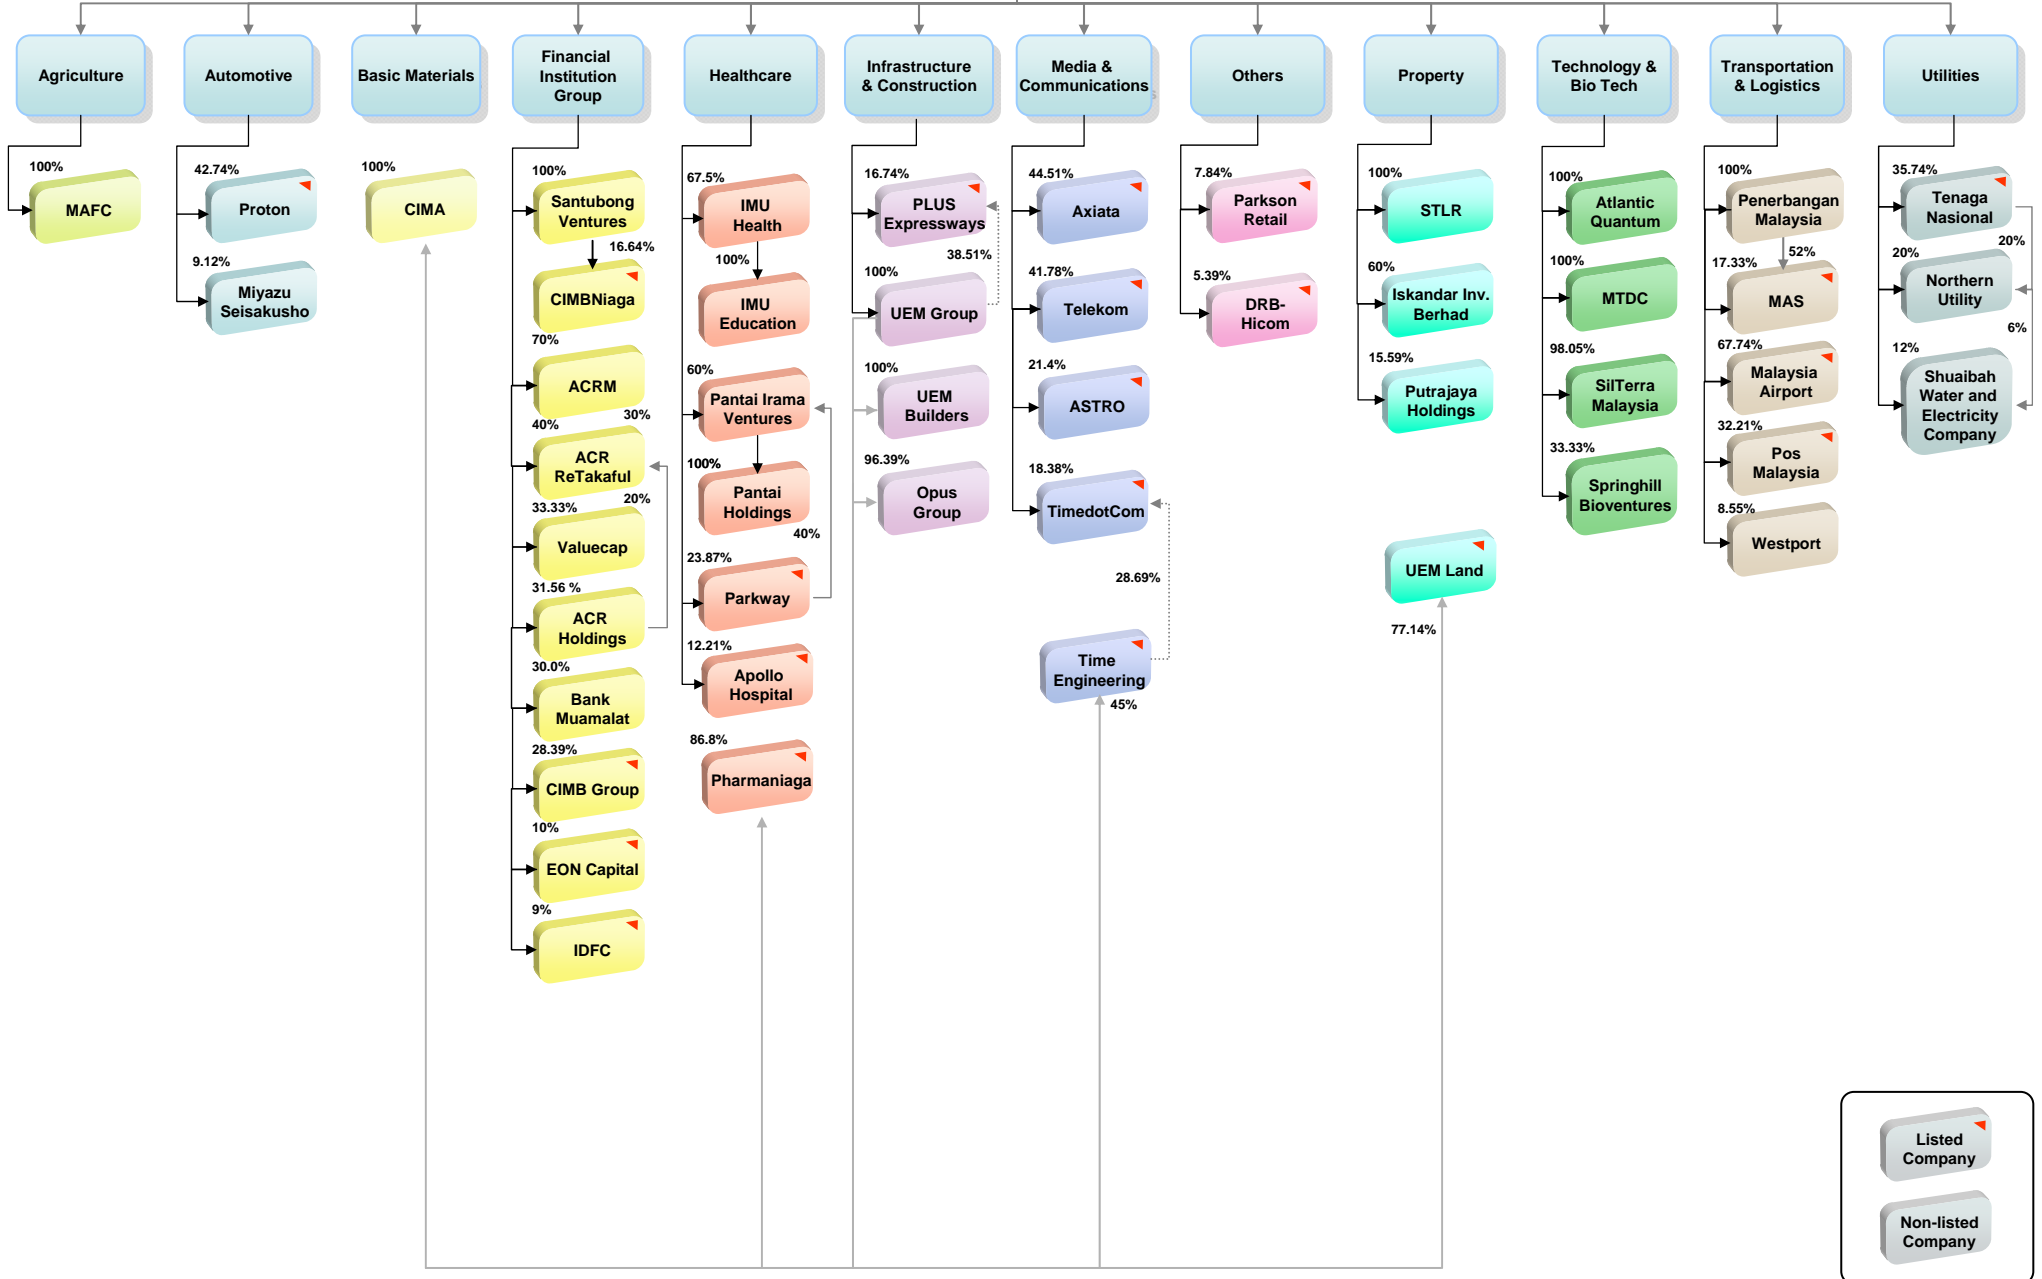 Agriculture
Automotive
Basic Materials
Financial
Institution
Group
Healthcare
Infrastructure
& Construction
Media &
Communications
Others
Property
Technology &
Bio Tech
Transportation
& Logistics
Utilities
100%
MAFC
42.74%
Proton
9.12%
Miyazu
Seisakusho
100%
CIMA
100%
Santubong
Ventures
16.64%
CIMBNiaga
70%
ACRM
30%
40%
ACR
ReTakaful
20%
33.33%
Valuecap
31.56 %
ACR
Holdings
30.0%
Bank
Muamalat
28.39%
CIMB Group
10%
EON Capital
9%
IDFC
67.5%
IMU
Health
100%
IMU
Education
60%
Pantai Irama
Ventures
100%
Pantai
Holdings
40%
23.87%
Parkway
12.21%
Apollo
Hospital
86.8%
Pharmaniaga
16.74%
PLUS
Expressways
38.51%
100%
UEM Group
100%
UEM
Builders
96.39%
Opus
Group
44.51%
Axiata
41.78%
Telekom
21.4%
ASTRO
18.38%
TimedotCom
28.69%
Time
Engineering
45%
7.84%
Parkson
Retail
5.39%
DRB-
Hicom
100%
STLR
60%
Iskandar Inv.
Berhad
15.59%
Putrajaya
Holdings
UEM Land
77.14%
100%
Atlantic
Quantum
100%
MTDC
98.05%
SilTerra
Malaysia
33.33%
Springhill
Bioventures
100%
Penerbangan
Malaysia
52%
17.33%
MAS
67.74%
Malaysia
Airport
32.21%
Pos
Malaysia
8.55%
Westport
35.74%
Tenaga
Nasional
20%
20%
Northern
Utility
6%
12%
Shuaibah
Water and
Electricity
Company
Listed
Company
Non-listed
Company